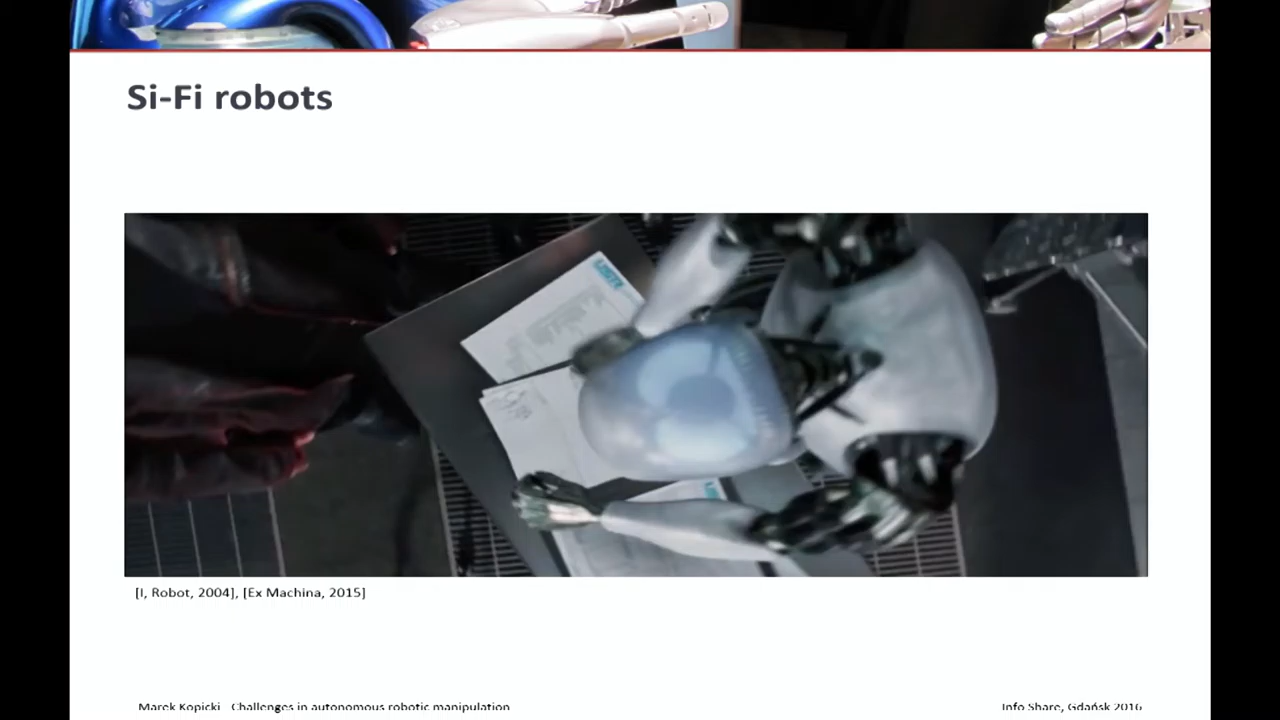 Si-Fi robots
USR
[I, Robot, 2004], [Ex Machina, 2015]
Marek Kopicki Challenges in autonomous robotic manipulation
Info Share, Gdańsk 2016